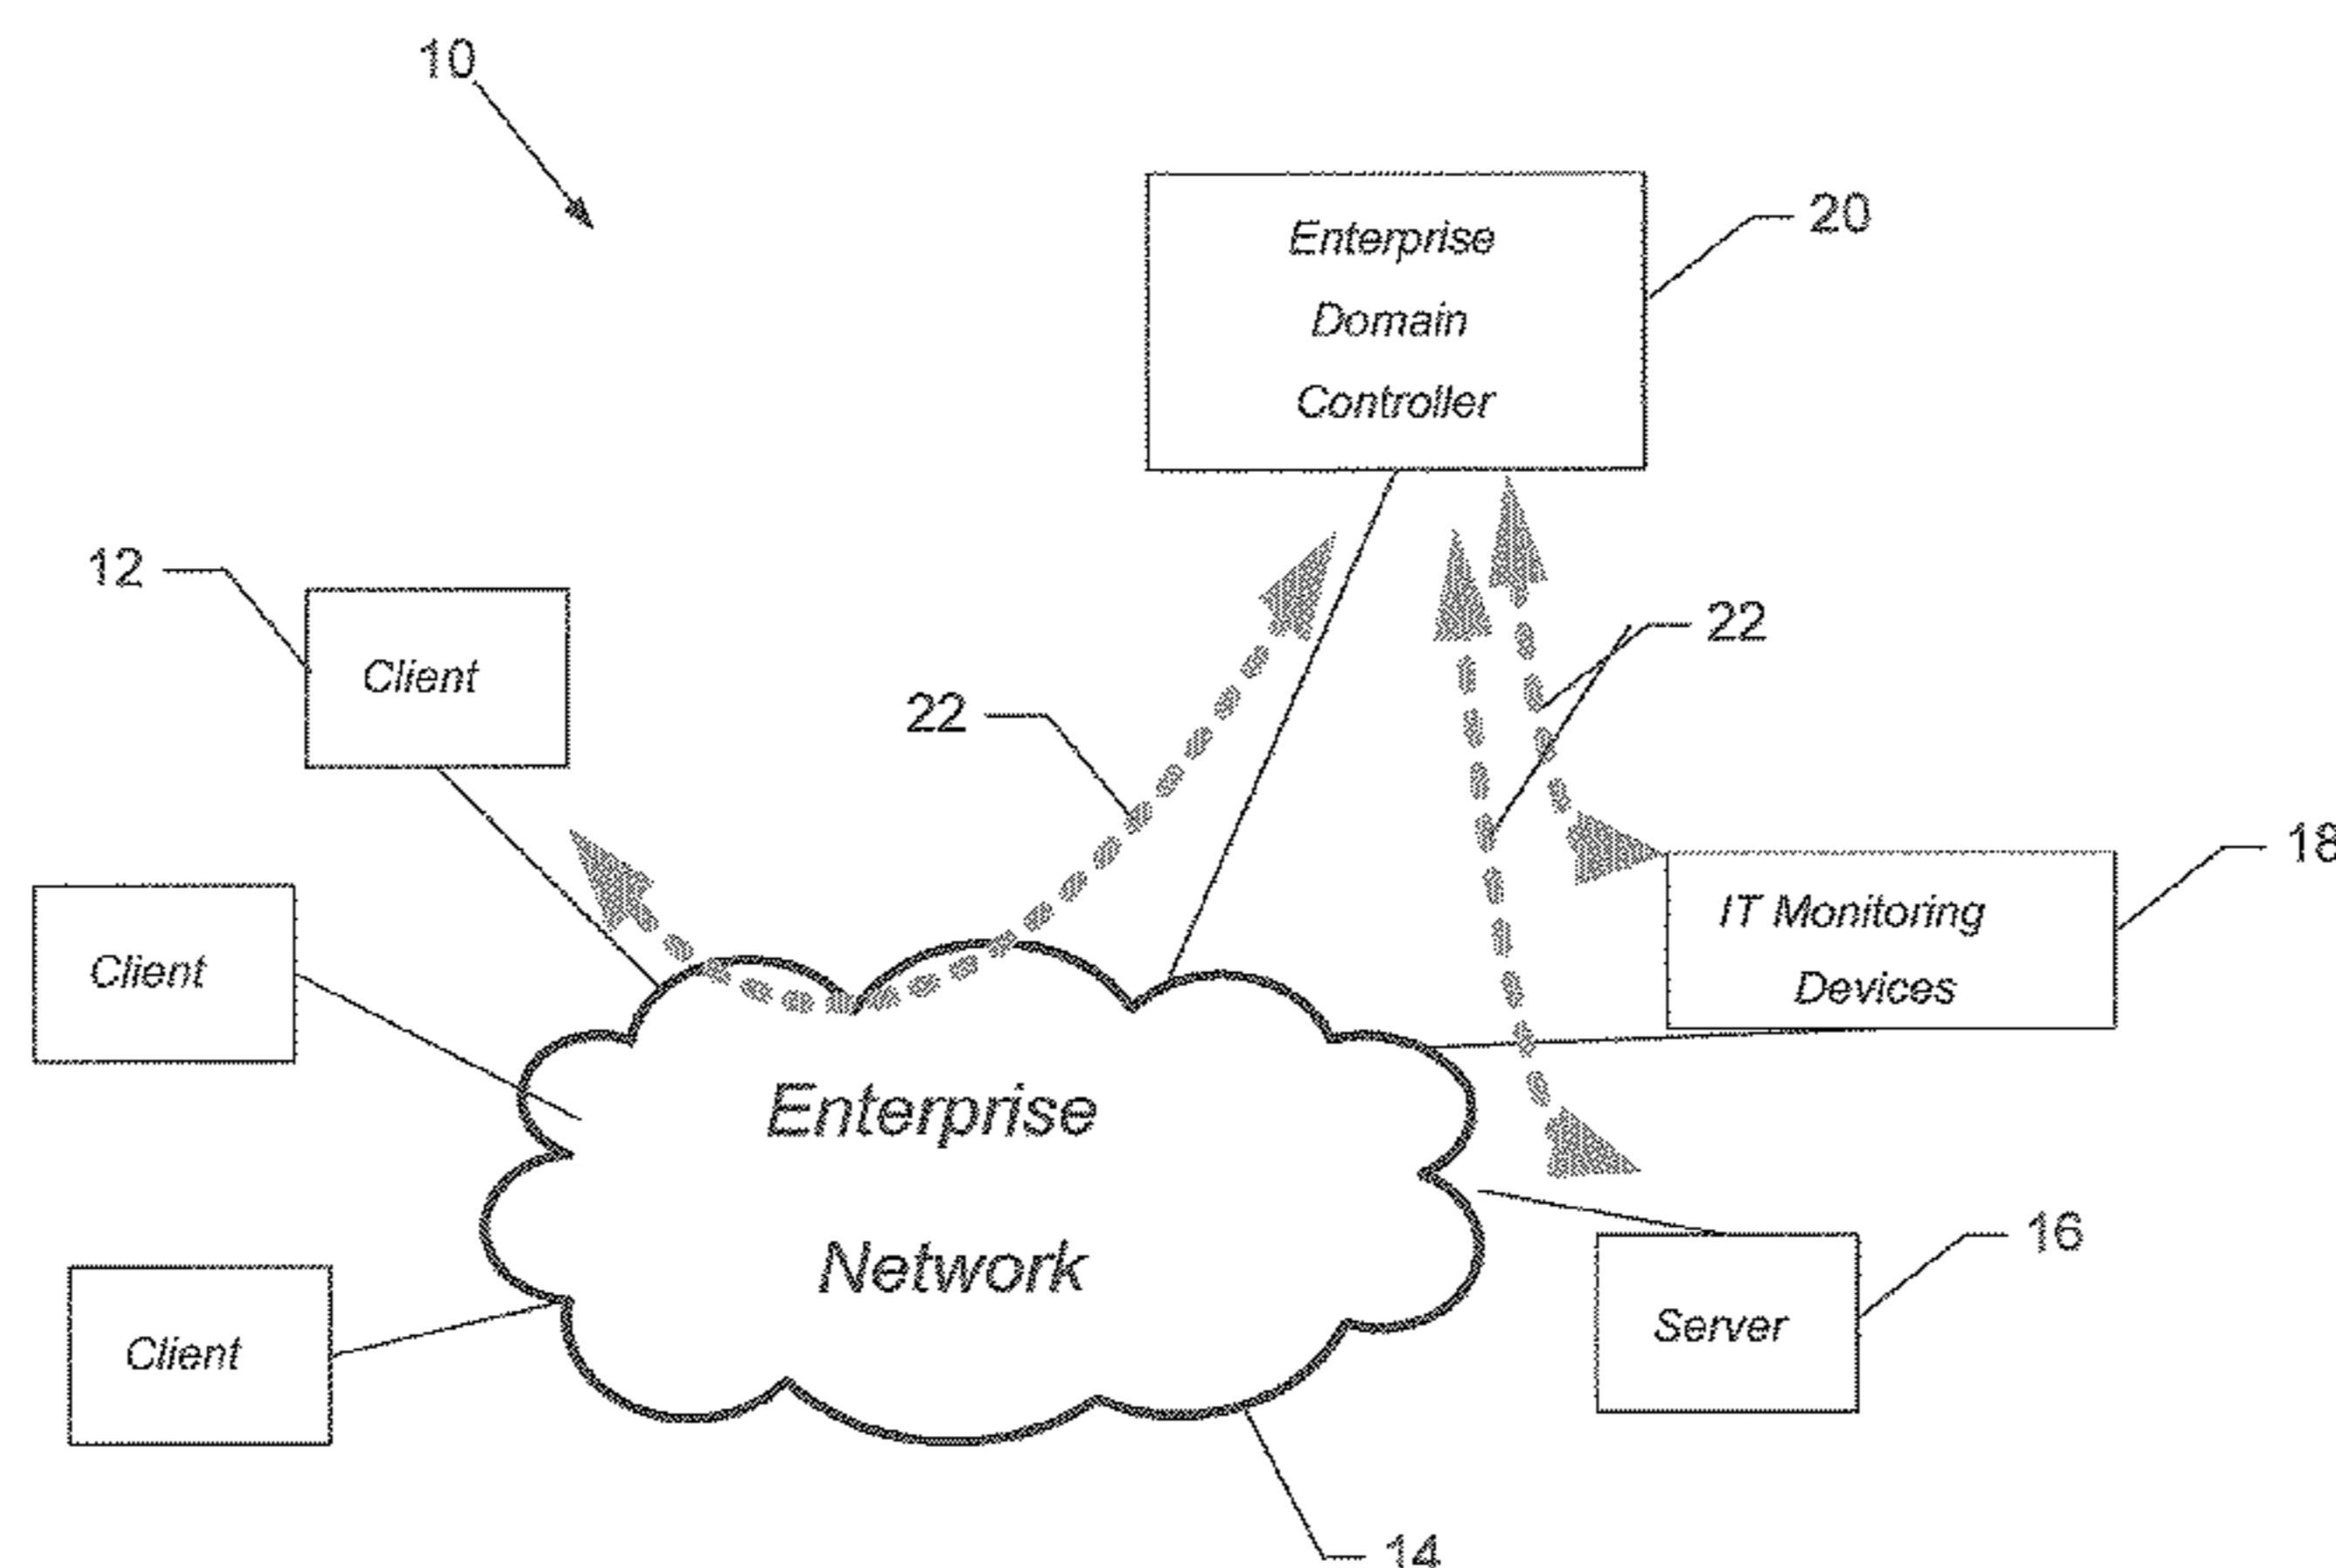 10
Enterprise
Domain
Controller
20
12
Client
22
22
Client
IT Monitoring
Devices
18
Enterprise
Network
Client
Server
16
14